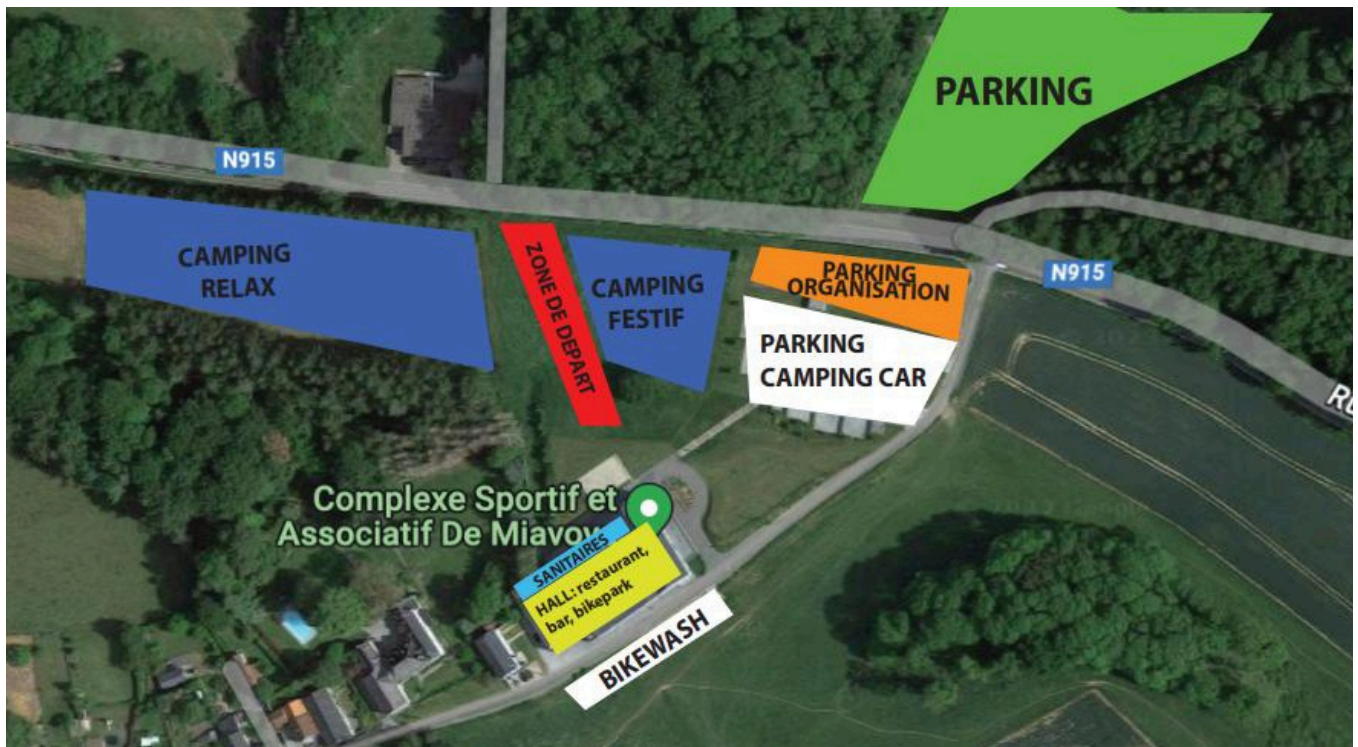 PARKING
N915
CAMPING
RELAX
ZONE DE DEPART
CAMPING
FESTIF
PARKING
ORGANISATION
N915
PARKING
CAMPING CAR
Complexe Sportif et
Associatif De Miavoy
SANITAIRES
HALL: restaurant,
bar, bikepark
BIKEWASH